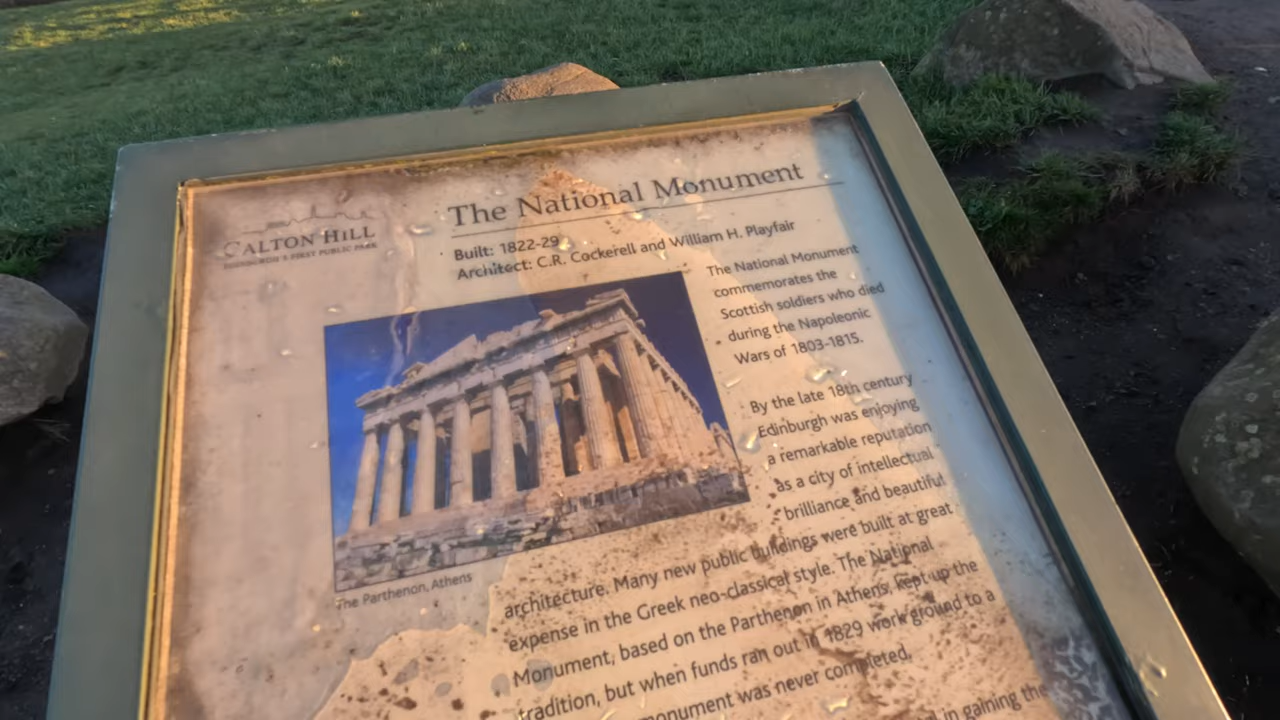 CALTON HILL
EDINBURGH'S FIRST PUBLIC PARK
The National Monument
Built: 1822-29
Architect: C.R. Cockerell and William H. Playfair
The National Monument
commemorates the
Scottish soldiers who died
during the Napoleonic
Wars of 1803-1815.
By the late 18th century
Edinburgh was enjoying
a remarkable reputation
as a city of intellectual
brilliance and beautiful
architecture. Many new public buildings were built at great
expense in the Greek neo-classical style. The National
Monument, based on the Parthenon in Athens, kept up the
tradition, but when funds ran out in 1829 work ground to a
monument was never completed.
in gaining the
The Parthenon, Athens